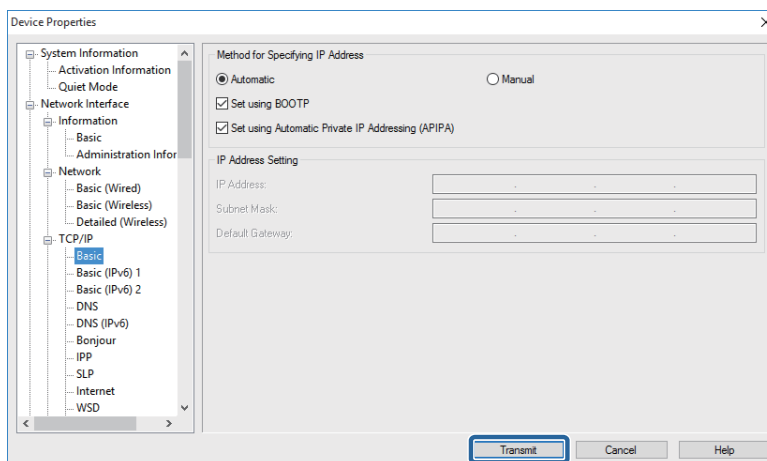 Device Properties
System Information
Activation Information
Quiet Mode
Network Interface
Information
Basic
Administration Infor
Network
Basic (Wired)
Basic (Wireless)
Detailed (Wireless)
TCP/IP
Basic
Basic (IPv6) 1
Basic (IPv6) 2
DNS
DNS (IPv6)
Bonjour
IPP
SLP
Internet
WSD
Method for Specifying IP Address
Automatic Manual
Set using BOOTP
Set using Automatic Private IP Addressing (APIPA)
IP Address Setting
IP Address: . . .
Subnet Mask: . . .
Default Gateway: . . .
Transmit Cancel Help